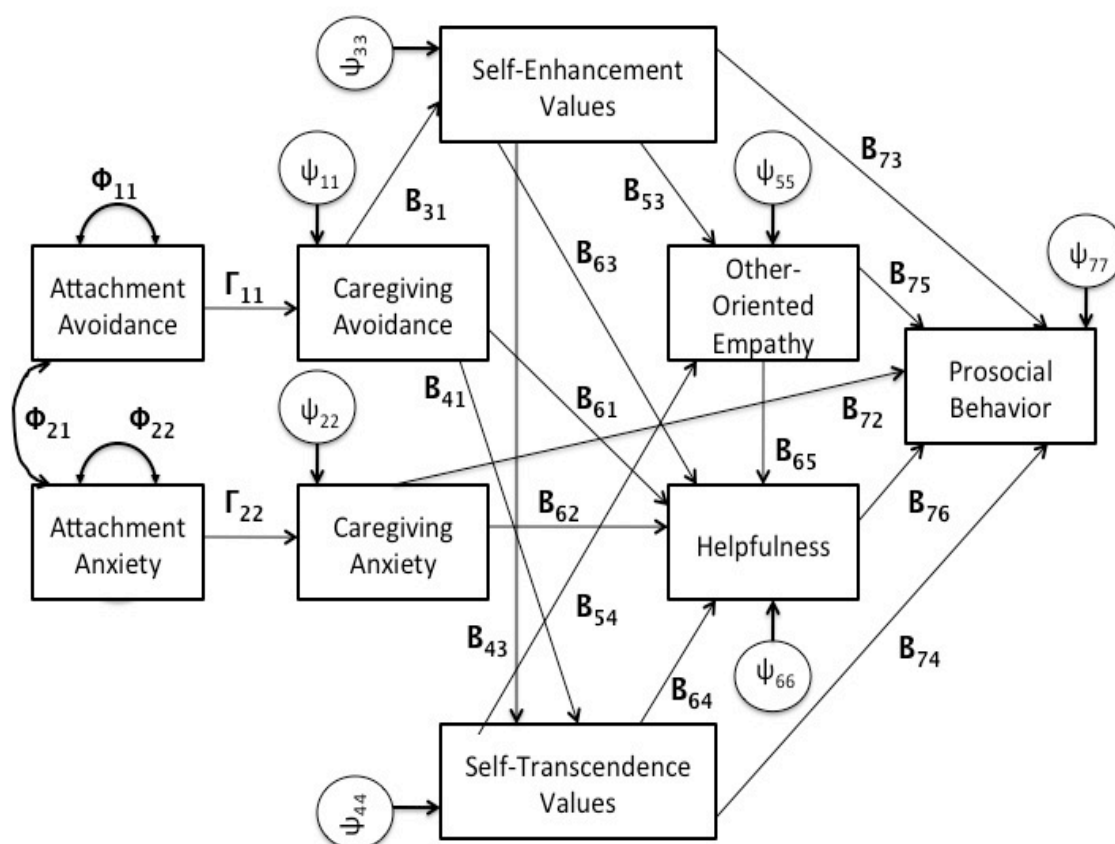 ψ33
Self-Enhancement
Values
B73
ψ11
ψ55
Φ11
B31
B53
B63
ψ77
Attachment
Avoidance
Γ11
Caregiving
Avoidance
Other-
Oriented
Empathy
B75
Prosocial
Behavior
Φ21
Φ22
ψ22
B41
B61
B72
B65
Attachment
Anxiety
Γ22
Caregiving
Anxiety
B62
Helpfulness
B76
B43
B54
B64
ψ66
B74
Self-Transcendence
Values
ψ44